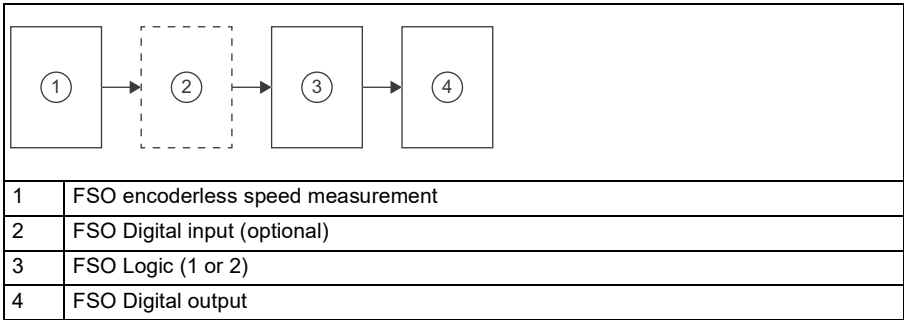 1 2 3 4
1 FSO encoderless speed measurement
2 FSO Digital input (optional)
3 FSO Logic (1 or 2)
4 FSO Digital output